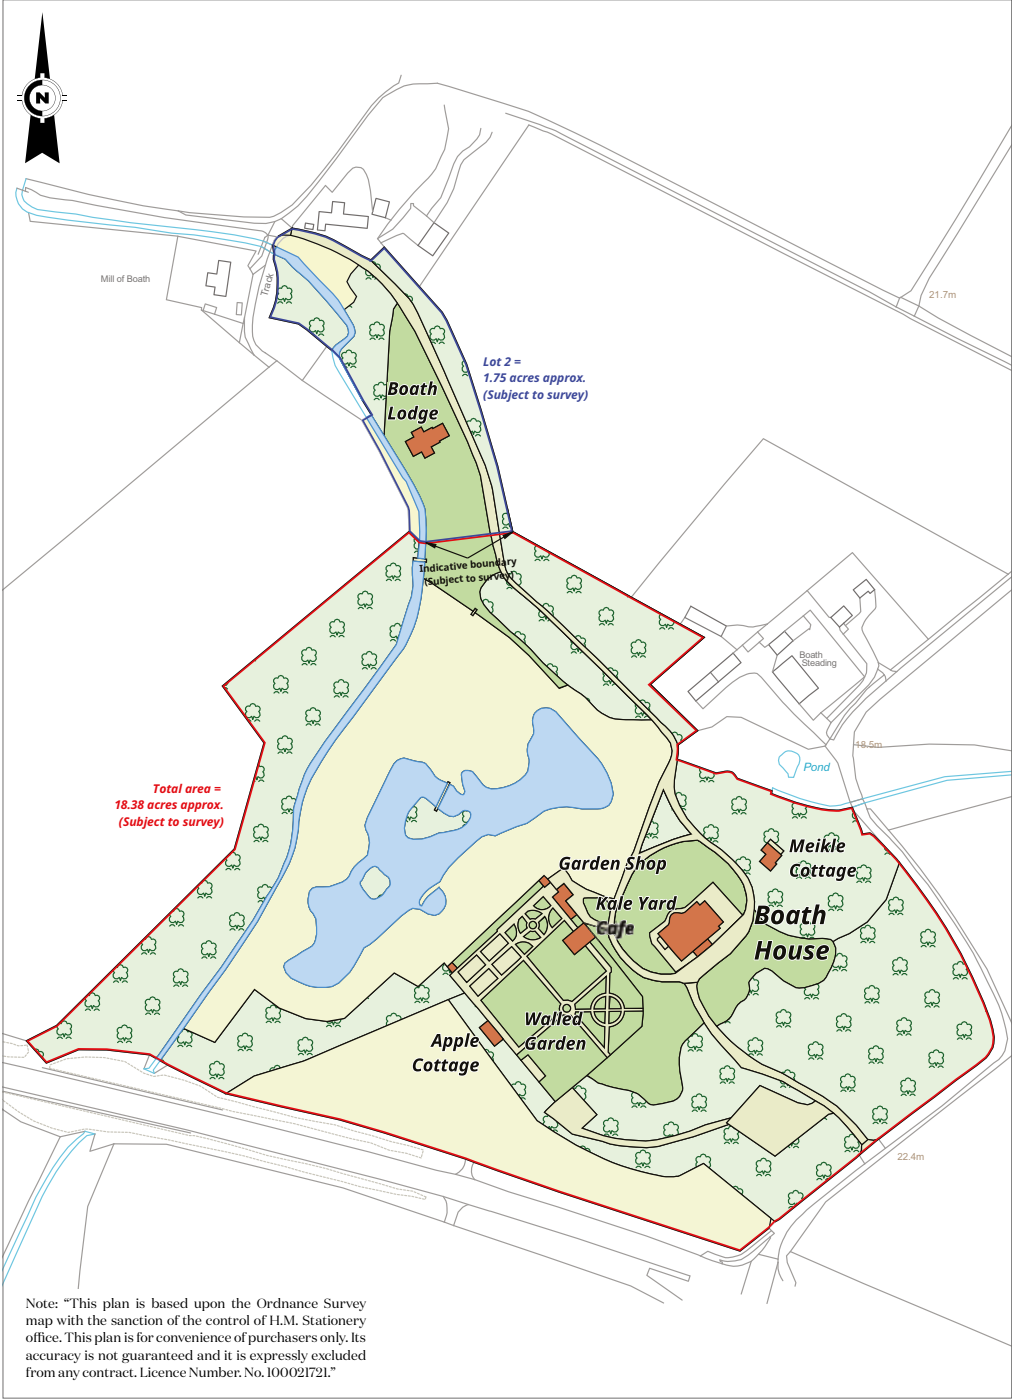 N
Mill of Boath
Track
21.7m
Lot 2 =
1.75 acres approx.
(Subject to survey)
Boath
Lodge
Indicative boundary
(Subject to survey)
Boath
Steading
18.5m
Pond
Total area =
18.38 acres approx.
(Subject to survey)
Meikle
Cottage
Garden Shop
Kale Yard
Cafe
Boath
House
Walled
Garden
Apple
Cottage
22.4m
Note: “This plan is based upon the Ordnance Survey
map with the sanction of the control of H.M. Stationery
office. This plan is for convenience of purchasers only. Its
accuracy is not guaranteed and it is expressly excluded
from any contract. Licence Number. No. 100021721.”